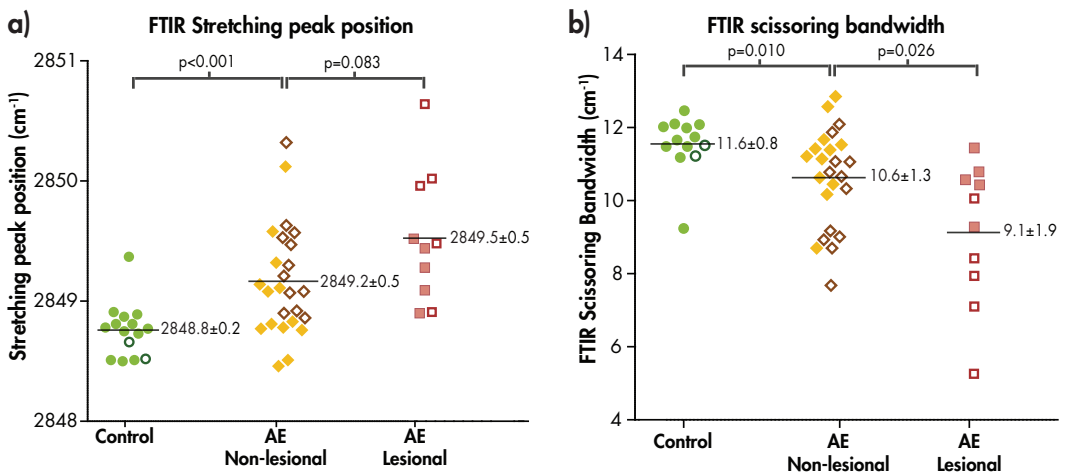 a)
FTIR Stretching peak position
Stretching peak position (cm⁻¹)
2851
2850
2849
2848
p<0.001
p=0.083
2848.8±0.2
2849.2±0.5
2849.5±0.5
Control
AE
Non-lesional
AE
Lesional
b)
FTIR scissoring bandwidth
FTIR Scissoring Bandwidth (cm⁻¹)
14
12
10
8
6
4
p=0.010
p=0.026
11.6±0.8
10.6±1.3
9.1±1.9
Control
AE
Non-lesional
AE
Lesional